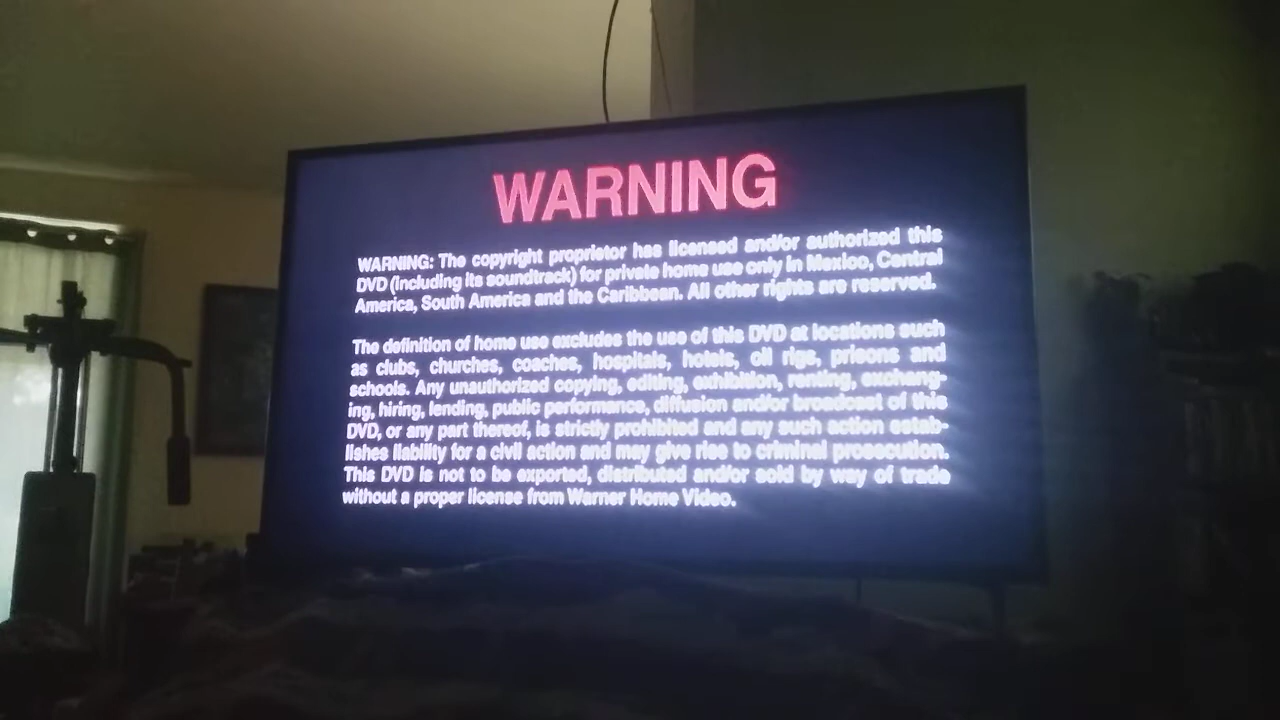 WARNING
WARNING: The copyright proprietor has licensed and/or authorized this
DVD (including its soundtrack) for private home use only in Mexico, Central
America, South America and the Caribbean. All other rights are reserved.
The definition of home use excludes the use of this DVD at locations such
as clubs, churches, coaches, hospitals, hotels, oil rigs, prisons and
schools. Any unauthorized copying, editing, exhibition, renting, exchang-
ing, hiring, lending, public performance, diffusion and/or broadcast of this
DVD, or any part thereof, is strictly prohibited and any such action estab-
lishes liability for a civil action and may give rise to criminal prosecution.
This DVD is not to be exported, distributed and/or sold by way of trade
without a proper license from Warner Home Video.